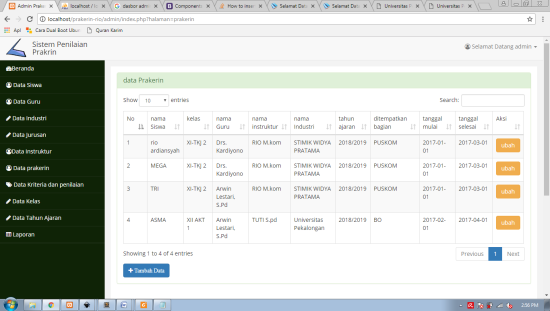 Admin Prake
localhost / lo
dasbor adm
Component
How to inser
Selamat Dat
Selamat Dat
Universitas P
Universitas P
localhost/prakerin-rio/admin/index.php?halaman=prakerin
Apl
Cara Dual Boot Ubun
Quran Karim
Sistem Penilaian
Prakrin
Selamat Datang admin
Beranda
Data Siswa
Data Guru
Data Industri
Data Jurusan
Data Instruktur
Data prakerin
Data Kriteria dan penilaian
Data Kelas
Data Tahun Ajaran
Laporan
data Prakerin
Show 10 entries
Search:
No nama Siswa kelas nama Guru nama instruktur nama industri tahun ajaran ditempatkan bagian tanggal mulai tanggal selesai Aksi
1 rio ardiansyah XI-TKJ 2 Drs. Kardiyono RIO M.kom STIMIK WIDYA PRATAMA 2018/2019 PUSKOM 2017-01-01 2017-03-01 ubah
2 MEGA XI-TKJ 2 Drs. Kardiyono RIO M.kom STIMIK WIDYA PRATAMA 2018/2019 PUSKOM 2017-01-01 2017-03-01 ubah
3 TRI XI-TKJ 2 Arwin Lestari, S.Pd RIO M.kom STIMIK WIDYA PRATAMA 2018/2019 PUSKOM 2017-01-01 2017-03-01 ubah
4 ASMA XII AKT 1 Arwin Lestari, S.Pd TUTI S.pd Universitas Pekalongan 2018/2019 BO 2017-02-01 2017-04-01 ubah
Showing 1 to 4 of 4 entries
Previous 1 Next
Tambah Data
2:56 PM